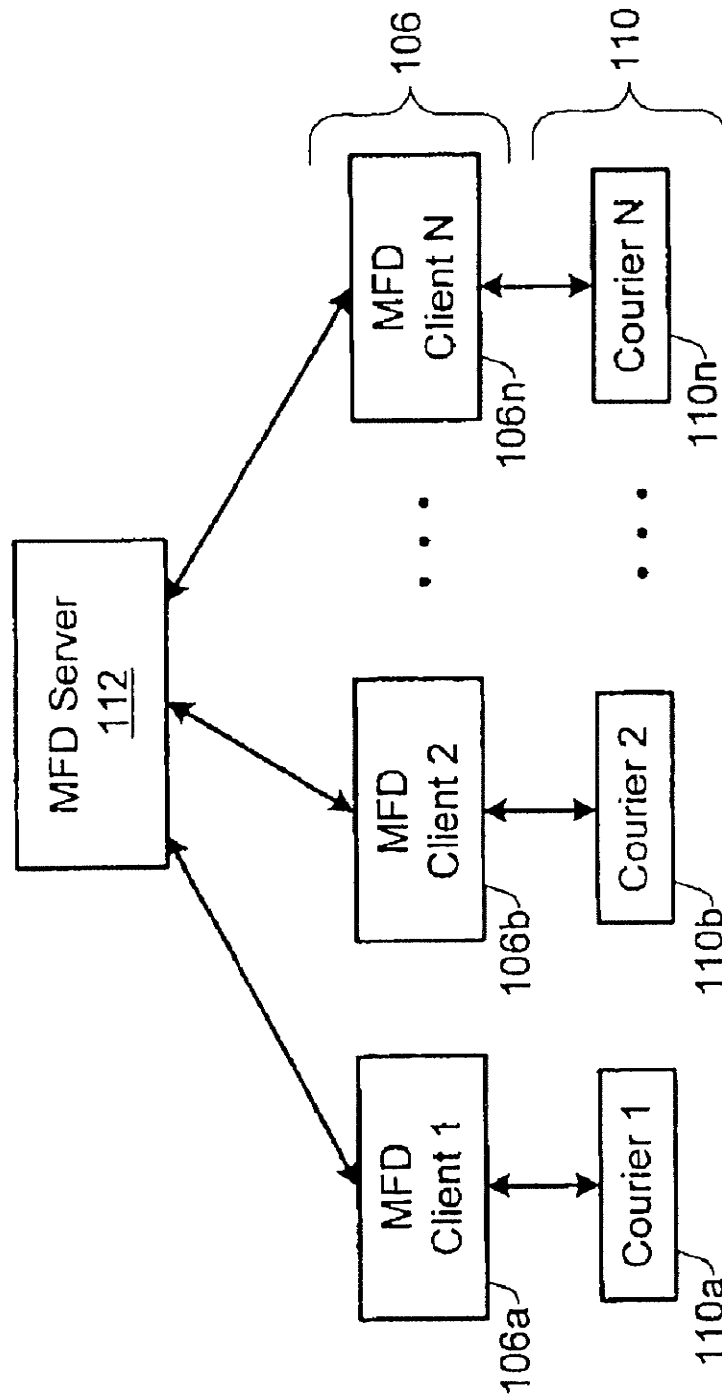 MFD Server
112
MFD
Client 1
MFD
Client 2
. . .
MFD
Client N
106
106a
106b
106n
Courier 1
Courier 2
. . .
Courier N
110
110a
110b
110n